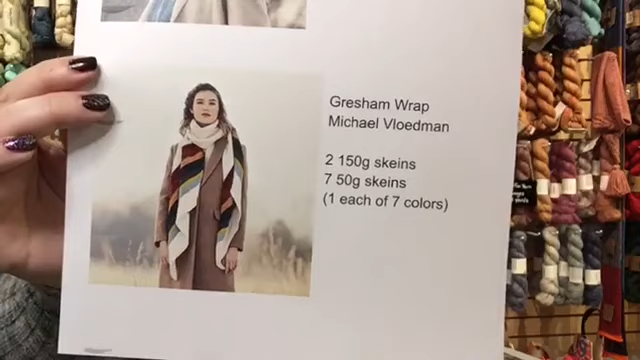 Gresham Wrap
Michael Vloedman
2 150g skeins
7 50g skeins
(1 each of 7 colors)